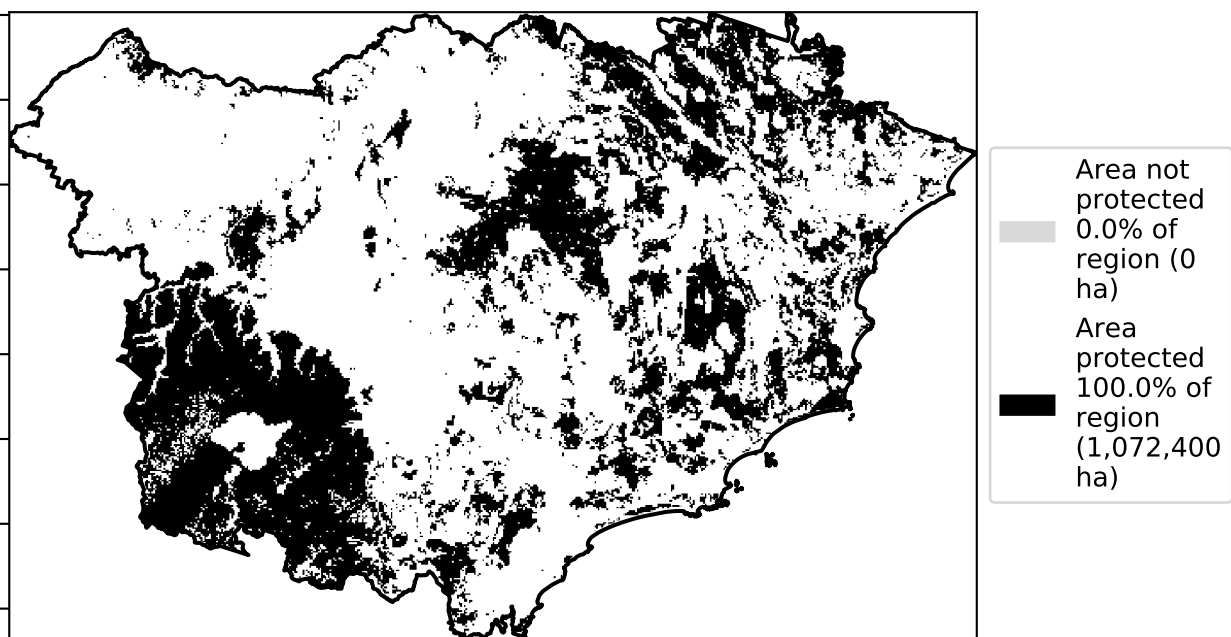 Area not
protected
0.0% of
region (0
ha)
Area
protected
100.0% of
region
(1,072,400
ha)